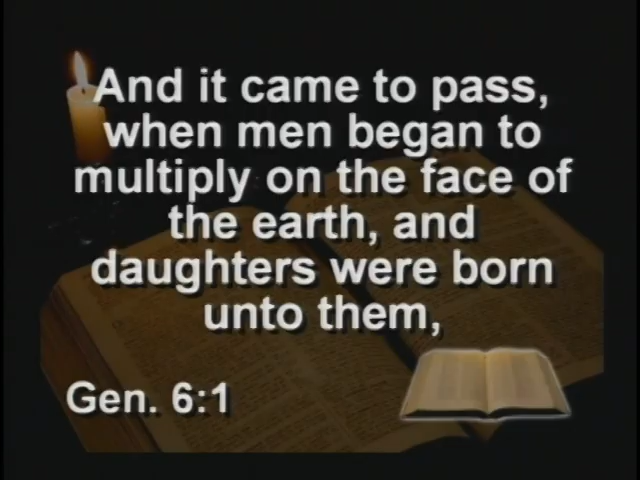 And it came to pass,
when men began to
multiply on the face of
the earth, and
daughters were born
unto them,
Gen. 6:1